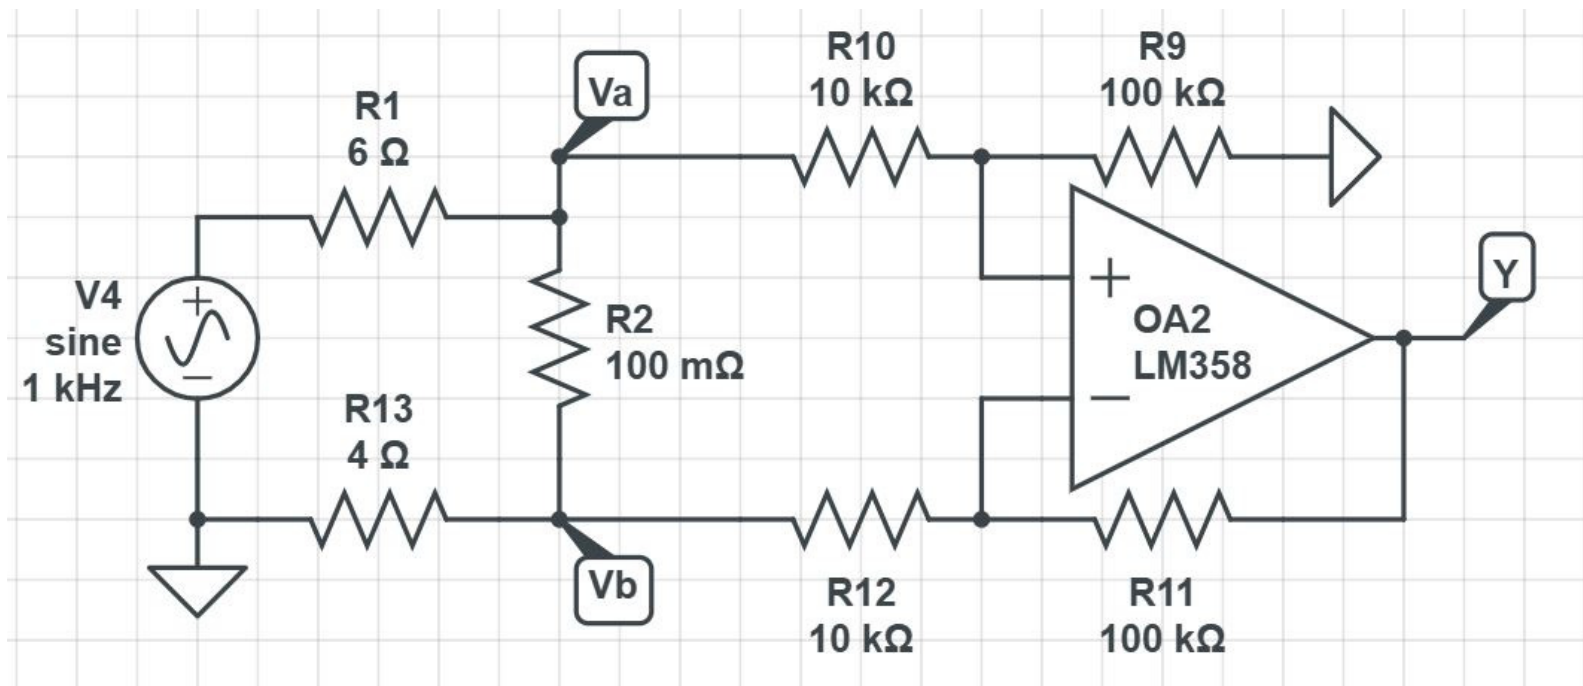 R10
10 kΩ
R9
100 kΩ
Va
R1
6 Ω
V4
sine
1 kHz
+
−
R2
100 mΩ
+
−
OA2
LM358
Y
R13
4 Ω
Vb
R12
10 kΩ
R11
100 kΩ